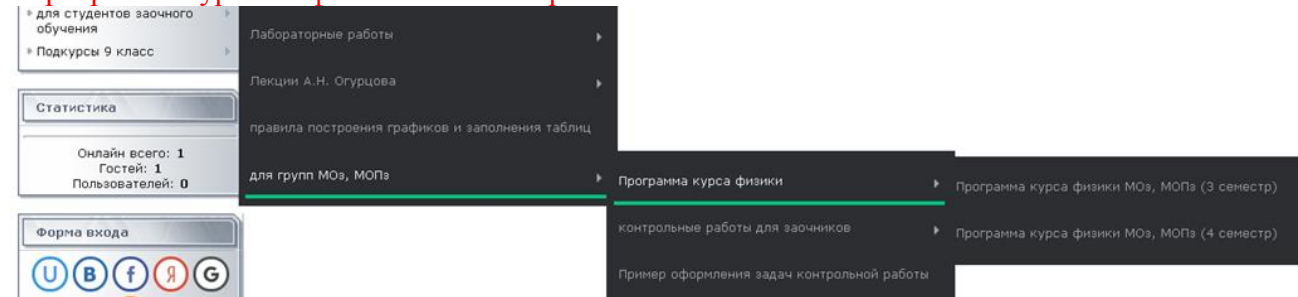 для студентов заочного
обучения
Подкурсы 9 класс
Статистика
Онлайн всего: 1
Гостей: 1
Пользователей: 0
Форма входа
U B f Я G
Лабораторные работы
Лекции А.Н. Огурцова
правила построения графиков и заполнения таблиц
для групп МОз, МОПз
Программа курса физики
контрольные работы для заочников
Пример оформления задач контрольной работы
Программа курса физики МОз, МОПз (3 семестр)
Программа курса физики МОз, МОПз (4 семестр)